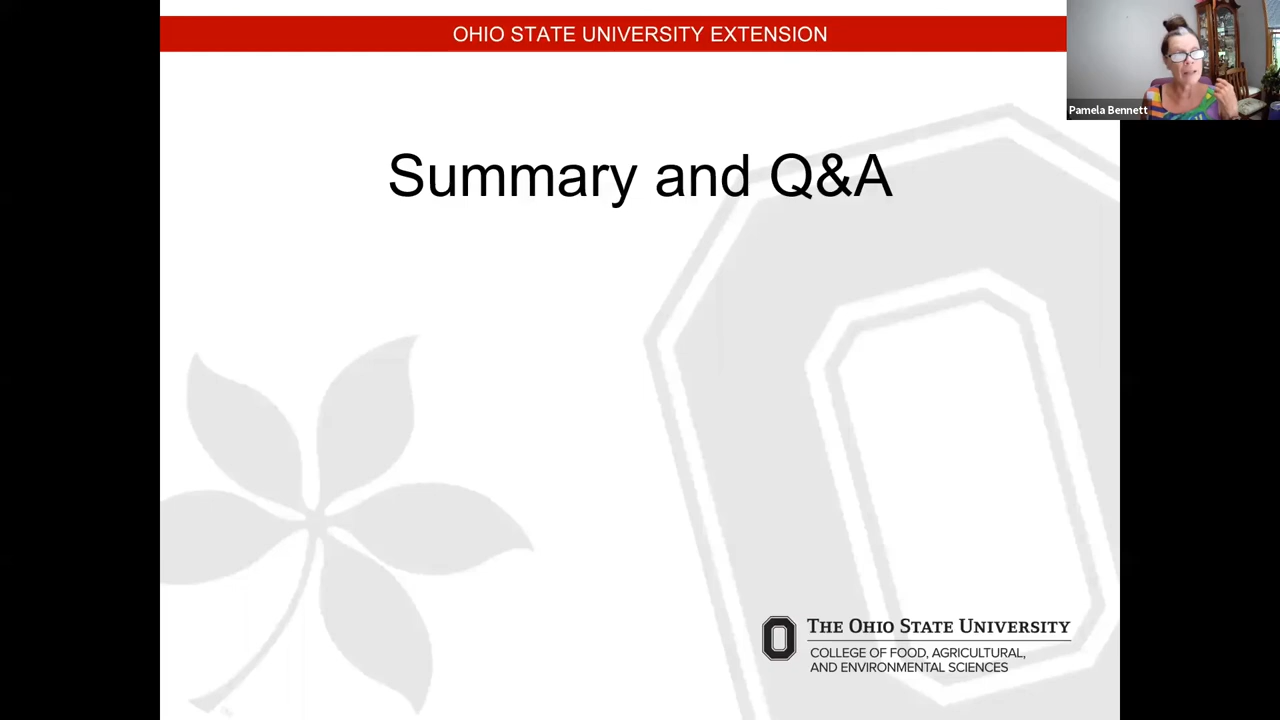 OHIO STATE UNIVERSITY EXTENSION
Pamela Bennett
Summary and Q&A
THE OHIO STATE UNIVERSITY
COLLEGE OF FOOD, AGRICULTURAL,
AND ENVIRONMENTAL SCIENCES